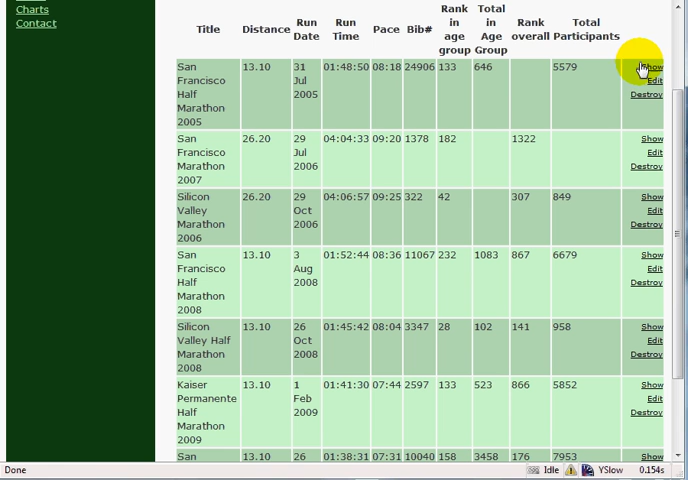 Charts
Contact
Title Distance Run Date Run Time Pace Bib# Rank in age group Total in Age Group Rank overall Total Participants
San Francisco Half Marathon 2005 13.10 31 Jul 2005 01:48:50 08:18 24906 133 646 5579 Show Edit Destroy
San Francisco Marathon 2007 26.20 29 Jul 2006 04:04:33 09:20 1378 182 1322 Show Edit Destroy
Silicon Valley Marathon 2006 26.20 29 Oct 2006 04:06:57 09:25 322 42 307 849 Show Edit Destroy
San Francisco Half Marathon 2008 13.10 3 Aug 2008 01:52:44 08:36 11067 232 1083 867 6679 Show Edit Destroy
Silicon Valley Half Marathon 2008 13.10 26 Oct 2008 01:45:42 08:04 3347 28 102 141 958 Show Edit Destroy
Kaiser Permanente Half Marathon 2009 13.10 1 Feb 2009 01:41:30 07:44 2597 133 523 866 5852 Show Edit Destroy
San 13.10 26 01:38:31 07:31 10040 158 3458 176 7953 Show
Done Idle YSlow 0.154s